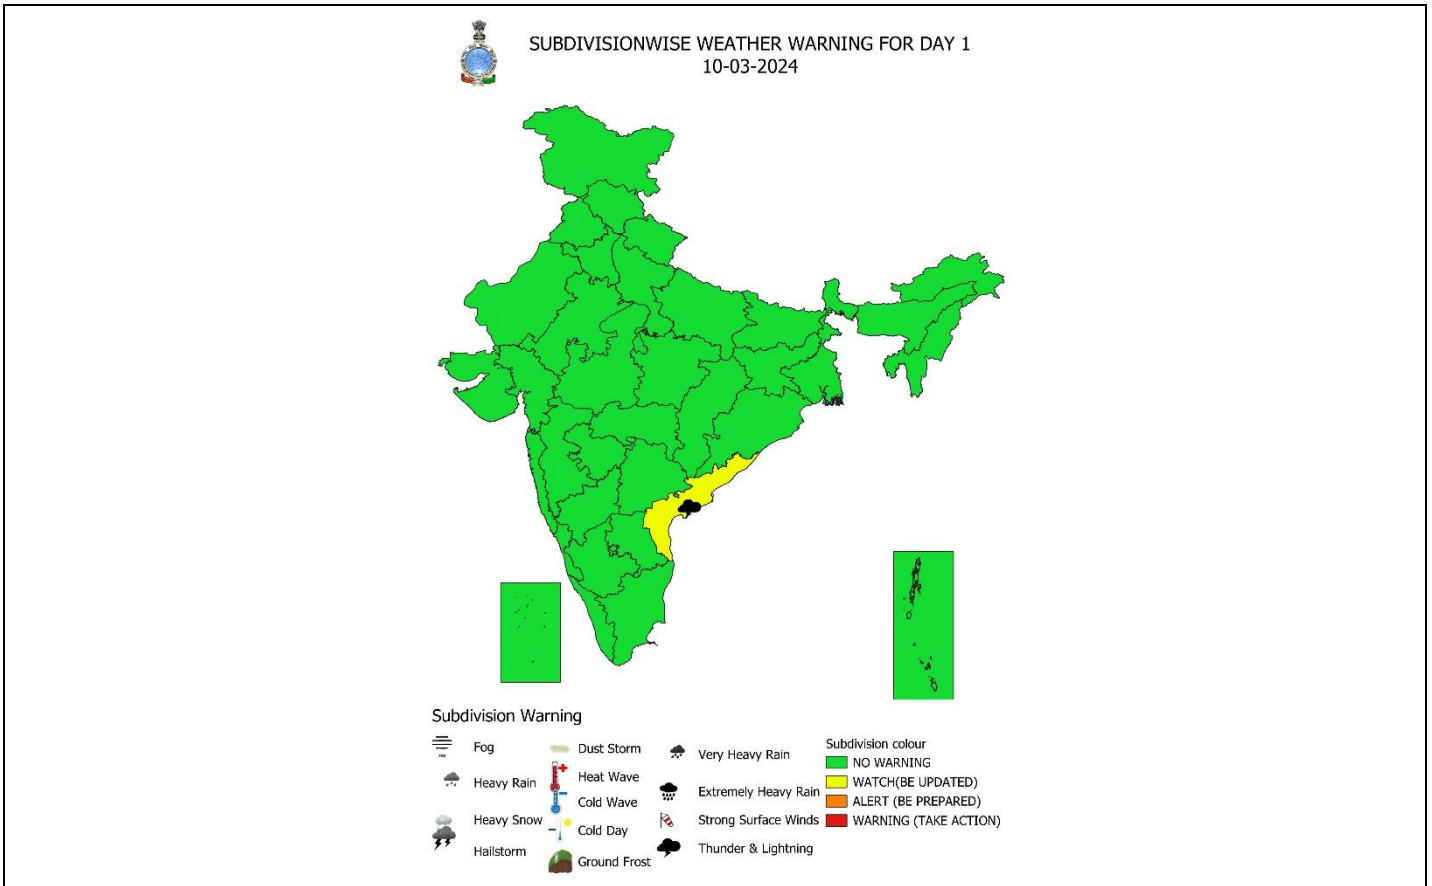 SUBDIVISIONWISE WEATHER WARNING FOR DAY 1
10-03-2024
Subdivision Warning
Fog
Heavy Rain
Heavy Snow
Hailstorm
Dust Storm
Heat Wave
Cold Wave
Cold Day
Ground Frost
Very Heavy Rain
Extremely Heavy Rain
Strong Surface Winds
Thunder & Lightning
Subdivision colour
NO WARNING
WATCH(BE UPDATED)
ALERT (BE PREPARED)
WARNING (TAKE ACTION)